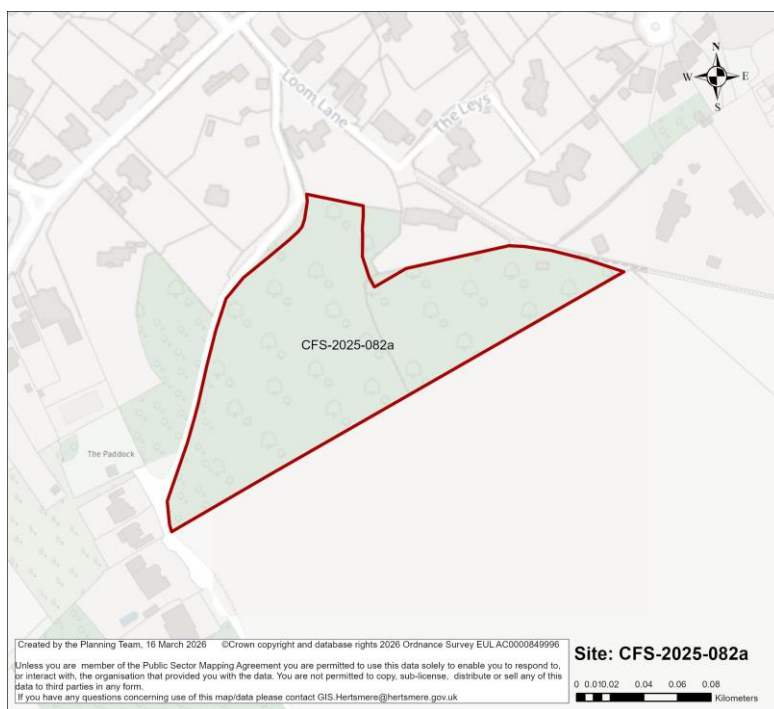 Loom Lane
The Leys
N
W E
S
CFS-2025-082a
The Paddock
Created by the Planning Team, 16 March 2026 ©Crown copyright and database rights 2026 Ordnance Survey EUL AC0000849996
Unless you are member of the Public Sector Mapping Agreement you are permitted to use this data solely to enable you to respond to,
or interact with, the organisation that provided you with the data. You are not permitted to copy, sub-license, distribute or sell any of this
data to third parties in any form.
If you have any questions concerning use of this map/data please contact GIS.Hertsmere@hertsmere.gov.uk
Site: CFS-2025-082a
0 0.010.02 0.04 0.06 0.08
Kilometers